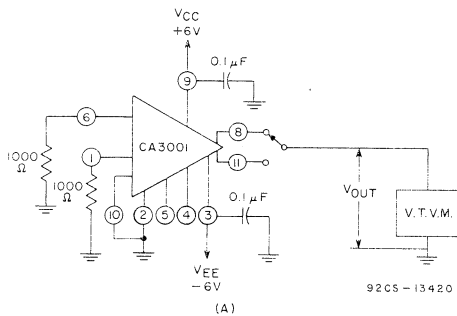 VCC
+6V
0.1 µF
9
6
CA3001
8
11
1000
Ω
1
1000
Ω
10
2
5
4
3
0.1 µF
VOUT
V.T.V.M.
VEE
-6V
92CS-13420
(A)